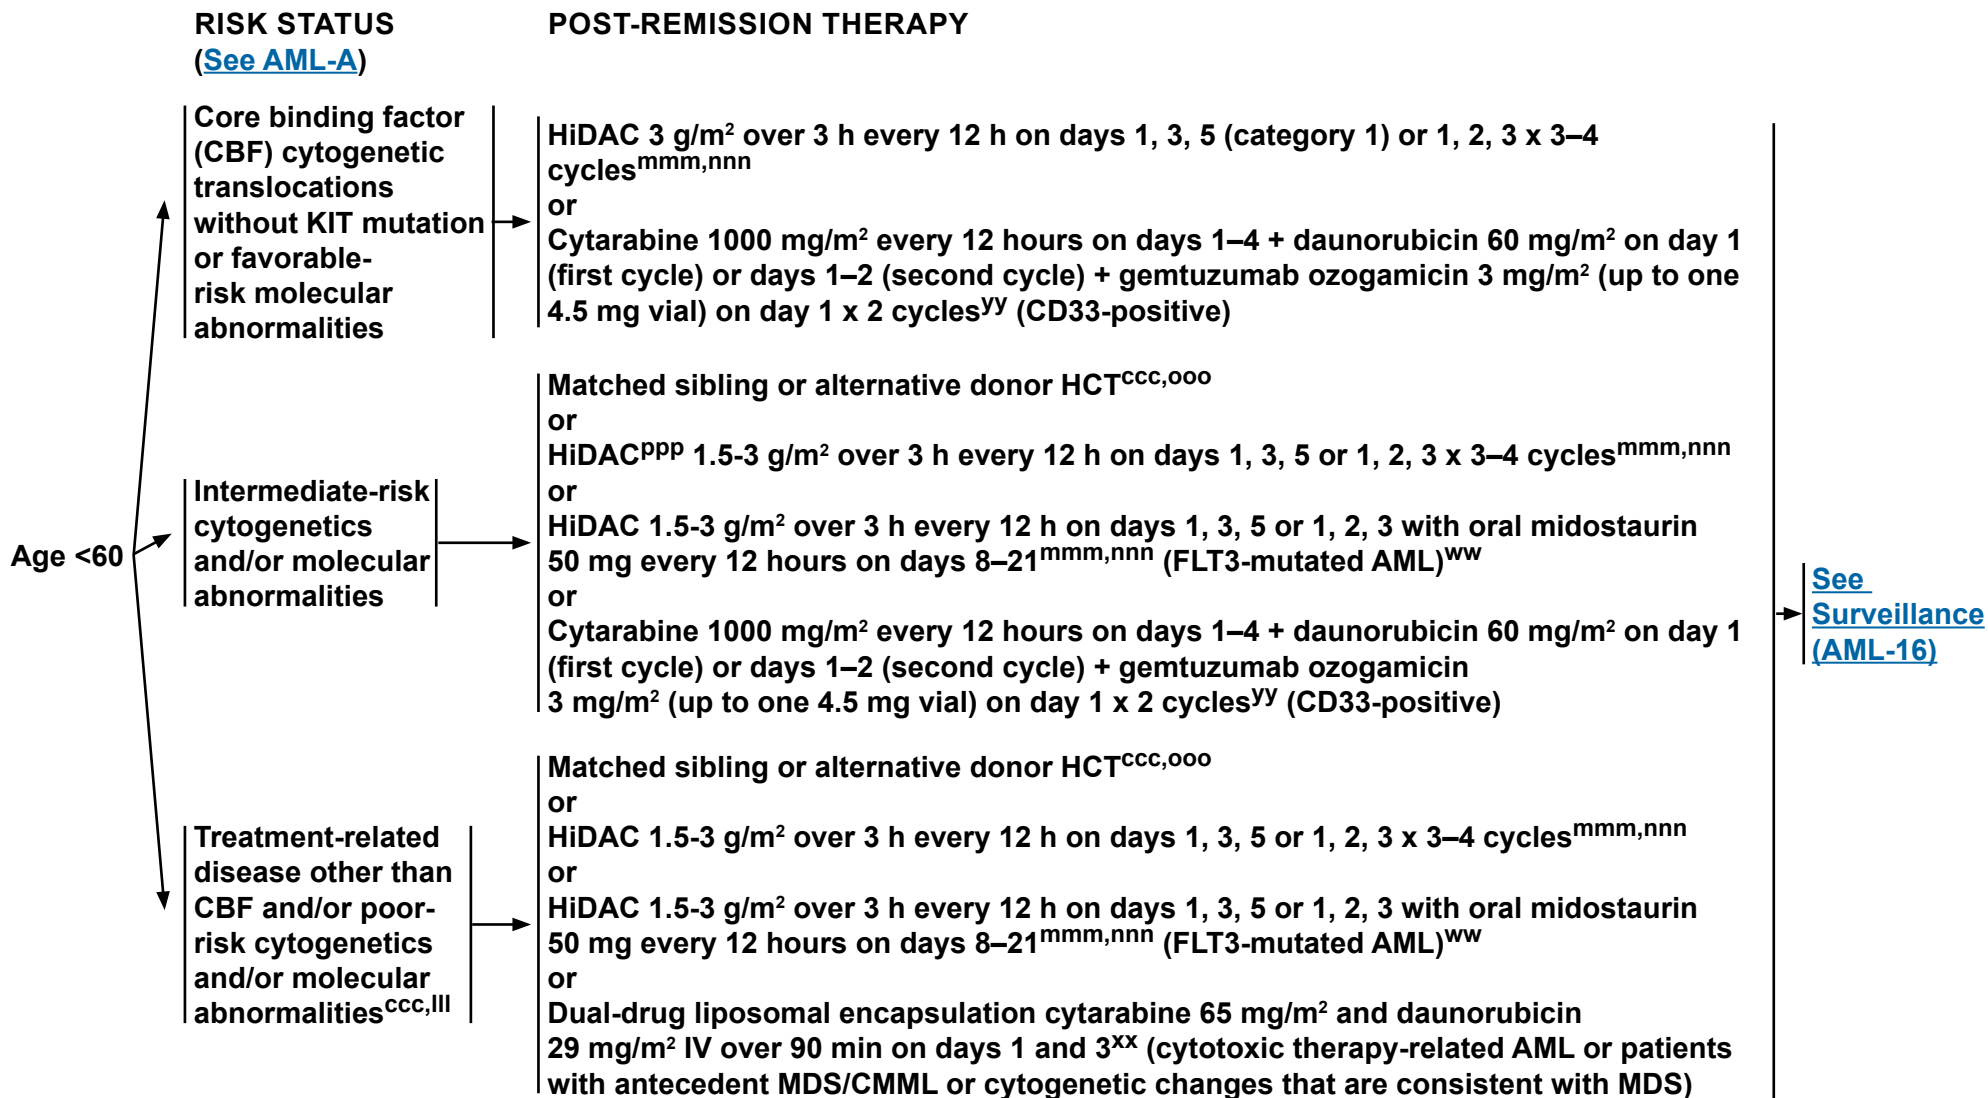 RISK STATUS
(See AML-A)
POST-REMISSION THERAPY
Age <60
Core binding factor
(CBF) cytogenetic
translocations
without KIT mutation
or favorable-
risk molecular
abnormalities
HiDAC 3 g/m² over 3 h every 12 h on days 1, 3, 5 (category 1) or 1, 2, 3 x 3–4
cyclesmmm,nnn
or
Cytarabine 1000 mg/m² every 12 hours on days 1–4 + daunorubicin 60 mg/m² on day 1
(first cycle) or days 1–2 (second cycle) + gemtuzumab ozogamicin 3 mg/m² (up to one
4.5 mg vial) on day 1 x 2 cyclesyy (CD33-positive)
Intermediate-risk
cytogenetics
and/or molecular
abnormalities
Matched sibling or alternative donor HCTccc,ooo
or
HiDACppp 1.5-3 g/m² over 3 h every 12 h on days 1, 3, 5 or 1, 2, 3 x 3–4 cyclesmmm,nnn
or
HiDAC 1.5-3 g/m² over 3 h every 12 h on days 1, 3, 5 or 1, 2, 3 with oral midostaurin
50 mg every 12 hours on days 8–21mmm,nnn (FLT3-mutated AML)ww
or
Cytarabine 1000 mg/m² every 12 hours on days 1–4 + daunorubicin 60 mg/m² on day 1
(first cycle) or days 1–2 (second cycle) + gemtuzumab ozogamicin
3 mg/m² (up to one 4.5 mg vial) on day 1 x 2 cyclesyy (CD33-positive)
Treatment-related
disease other than
CBF and/or poor-
risk cytogenetics
and/or molecular
abnormalitiesccc,lll
Matched sibling or alternative donor HCTccc,ooo
or
HiDAC 1.5-3 g/m² over 3 h every 12 h on days 1, 3, 5 or 1, 2, 3 x 3–4 cyclesmmm,nnn
or
HiDAC 1.5-3 g/m² over 3 h every 12 h on days 1, 3, 5 or 1, 2, 3 with oral midostaurin
50 mg every 12 hours on days 8–21mmm,nnn (FLT3-mutated AML)ww
or
Dual-drug liposomal encapsulation cytarabine 65 mg/m² and daunorubicin
29 mg/m² IV over 90 min on days 1 and 3xx (cytotoxic therapy-related AML or patients
with antecedent MDS/CMML or cytogenetic changes that are consistent with MDS)
See
Surveillance
(AML-16)